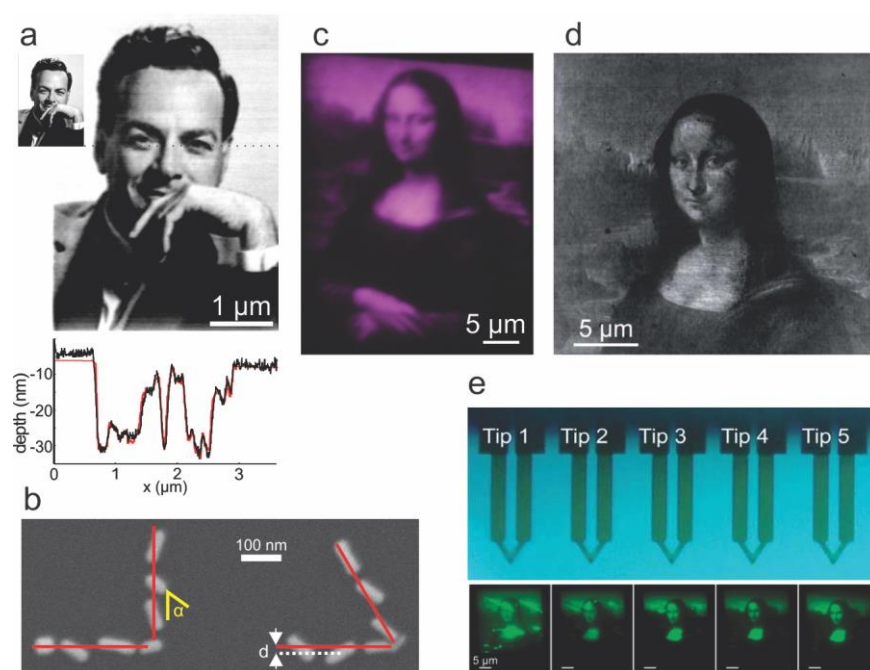 a
1 µm
depth (nm)
-10
-20
-30
0
1
2
3
x (µm)
b
100 nm
α
d
c
5 µm
d
5 µm
e
Tip 1
Tip 2
Tip 3
Tip 4
Tip 5
5 µm